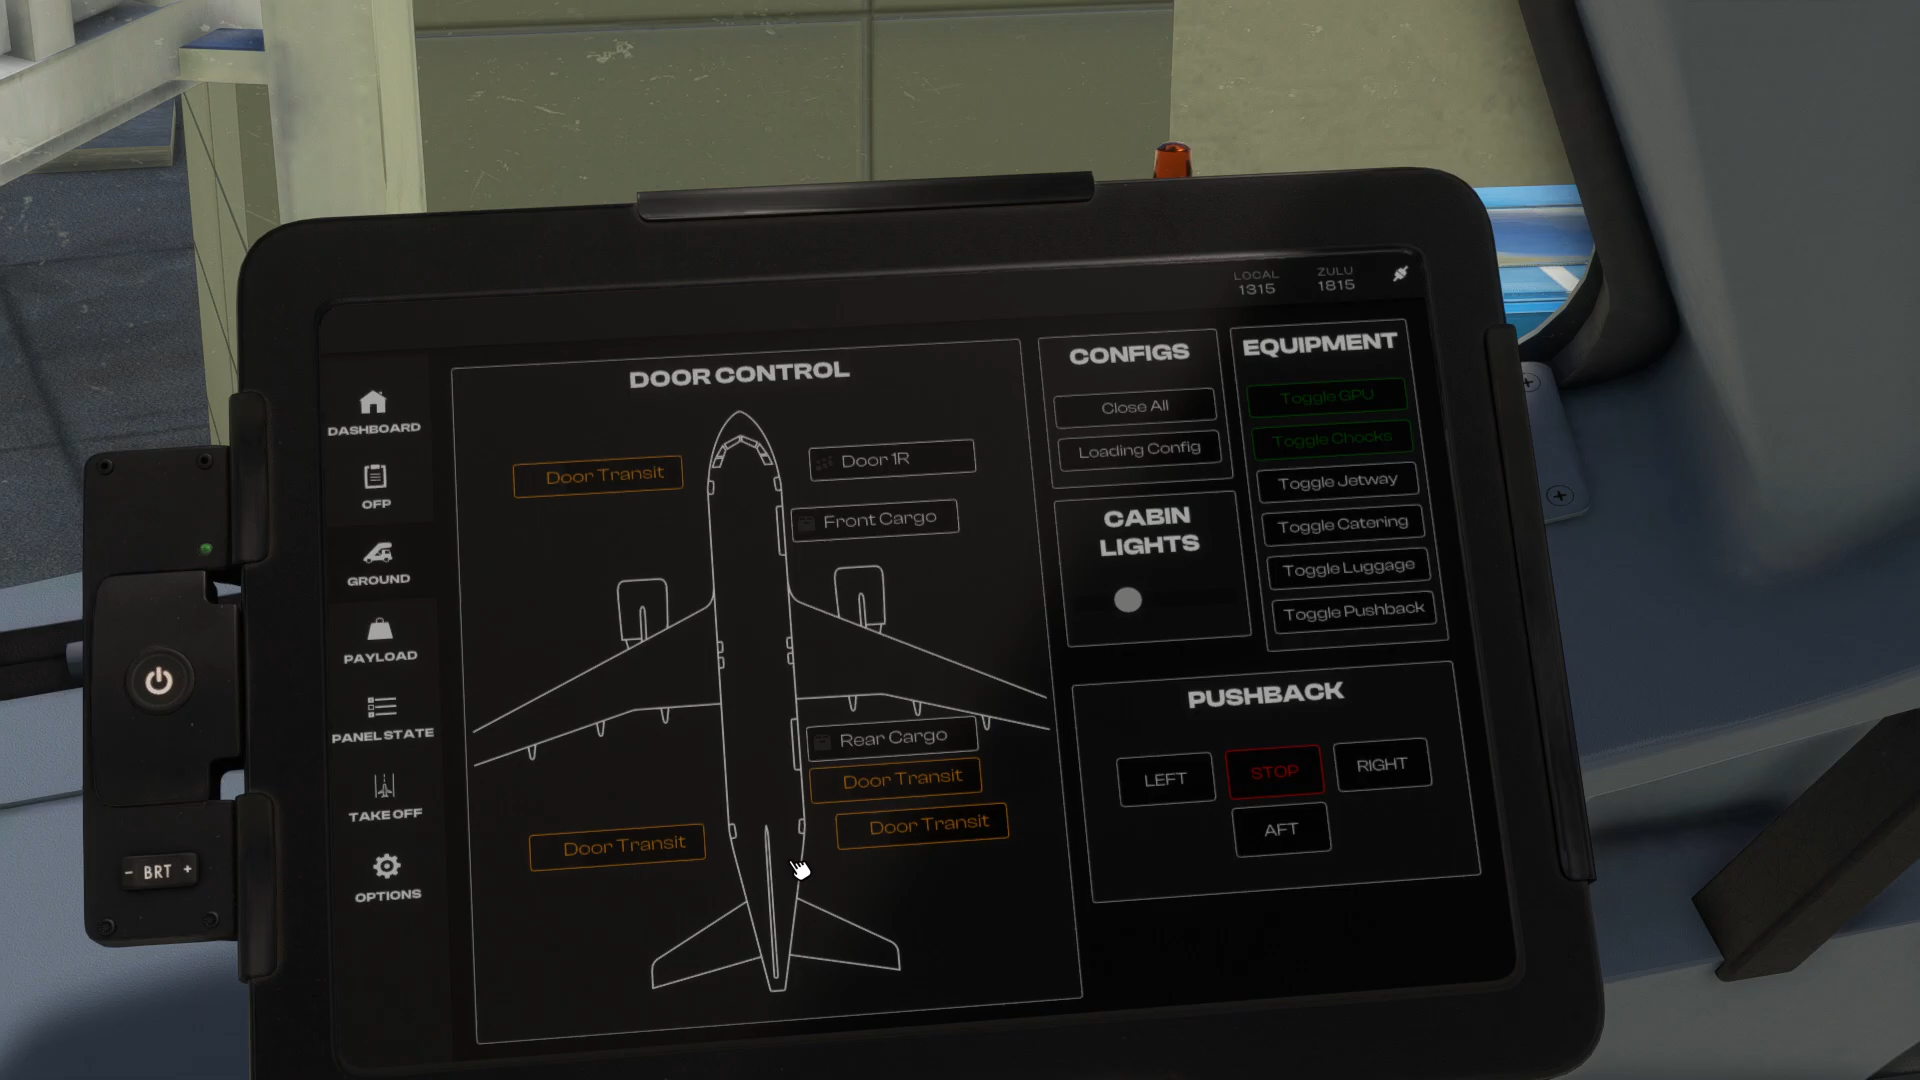 LOCAL
1315
ZULU
1815
DASHBOARD
OFP
GROUND
PAYLOAD
PANEL STATE
TAKE OFF
OPTIONS
- BRT +
DOOR CONTROL
Door Transit
Door 1R
Front Cargo
Rear Cargo
Door Transit
Door Transit
Door Transit
CONFIGS
Close All
Loading Config
CABIN
LIGHTS
EQUIPMENT
Toggle GPU
Toggle Chocks
Toggle Jetway
Toggle Catering
Toggle Luggage
Toggle Pushback
PUSHBACK
LEFT
STOP
RIGHT
AFT